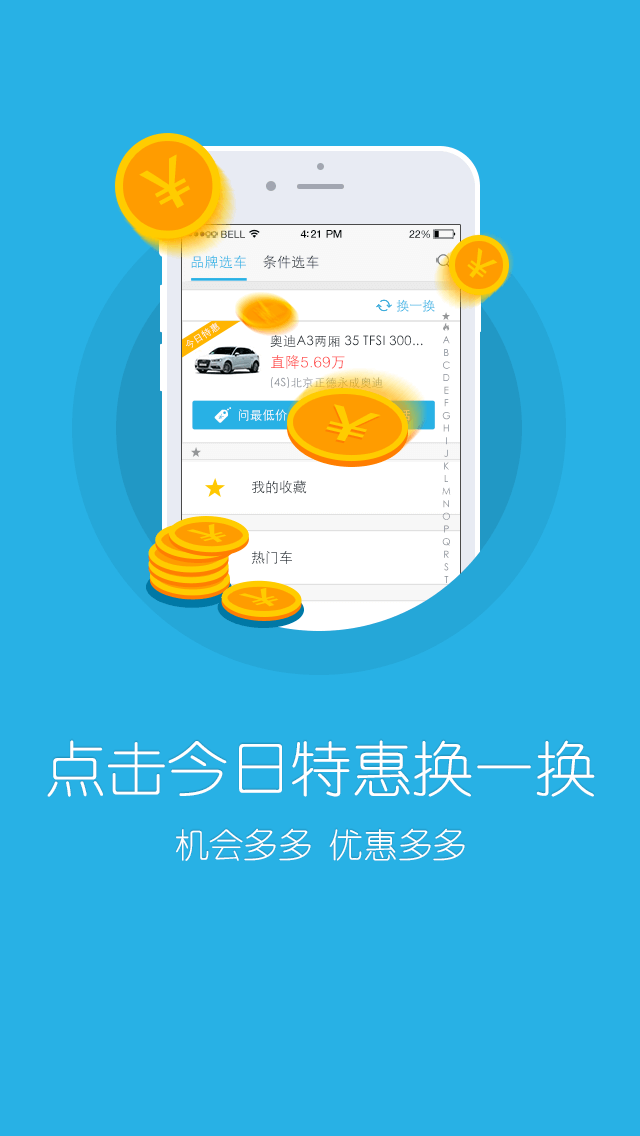 BELL 4:21 PM 22%
品牌选车 条件选车
换一换
今日特惠
奥迪A3两厢 35 TFSI 300...
直降5.69万
(4S)北京正德永成奥迪
问最低价
我的收藏
热门车
A
B
C
D
E
F
G
H
I
J
K
L
M
N
O
P
Q
R
S
T
点击今日特惠换一换
机会多多 优惠多多